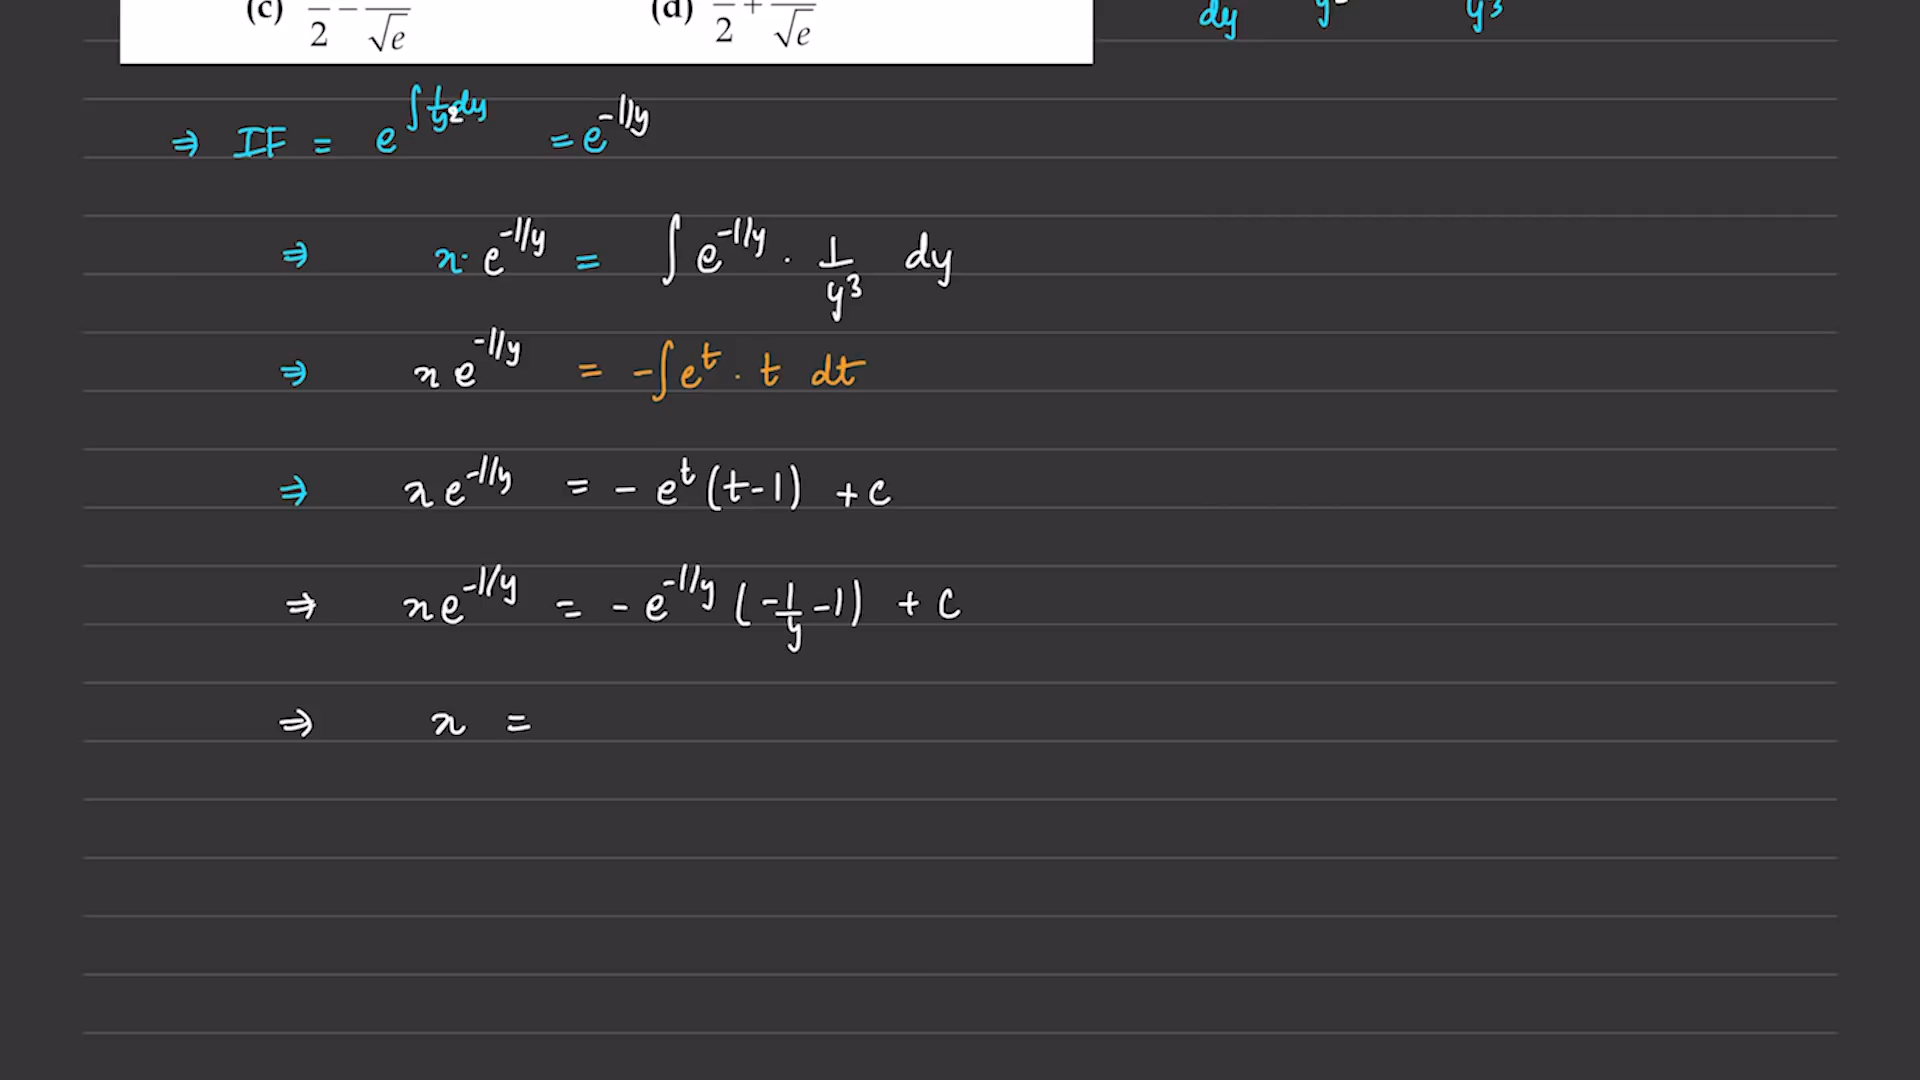 (c) 2 − √e (d) 2 + √e
dy y² y³
⇒ IF = e^∫1/y² dy = e^-1/y
⇒ x· e^-1/y = ∫ e^-1/y · 1/y³ dy
⇒ x e^-1/y = -∫ e^t · t dt
⇒ x e^-1/y = - e^t (t-1) + c
⇒ x e^-1/y = - e^-1/y (-1/y -1) + c
⇒ x =